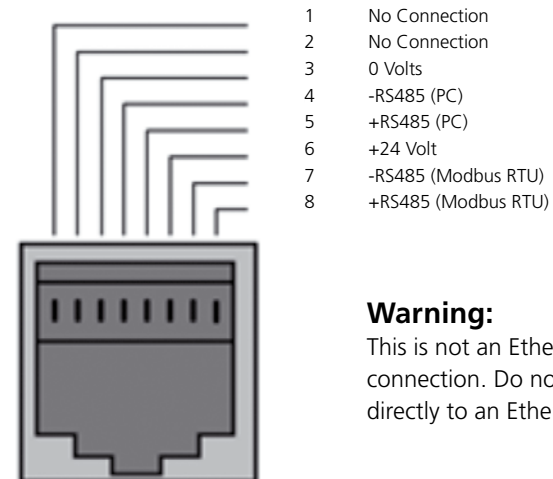 1 No Connection
2 No Connection
3 0 Volts
4 -RS485 (PC)
5 +RS485 (PC)
6 +24 Volt
7 -RS485 (Modbus RTU)
8 +RS485 (Modbus RTU)
Warning:
This is not an Ethe
connection. Do no
directly to an Ethe